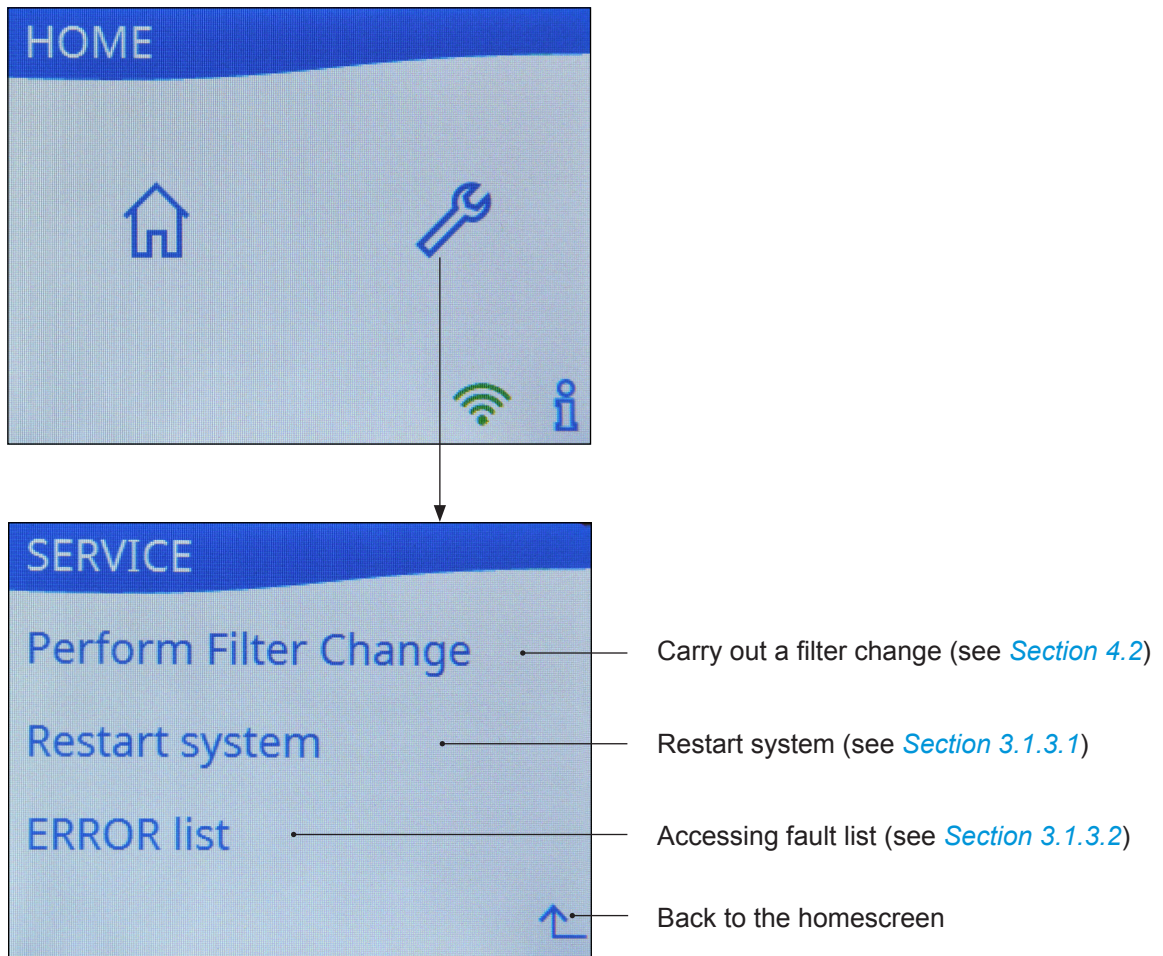 HOME
SERVICE
Perform Filter Change
Carry out a filter change (see Section 4.2)
Restart system
Restart system (see Section 3.1.3.1)
ERROR list
Accessing fault list (see Section 3.1.3.2)
Back to the homescreen